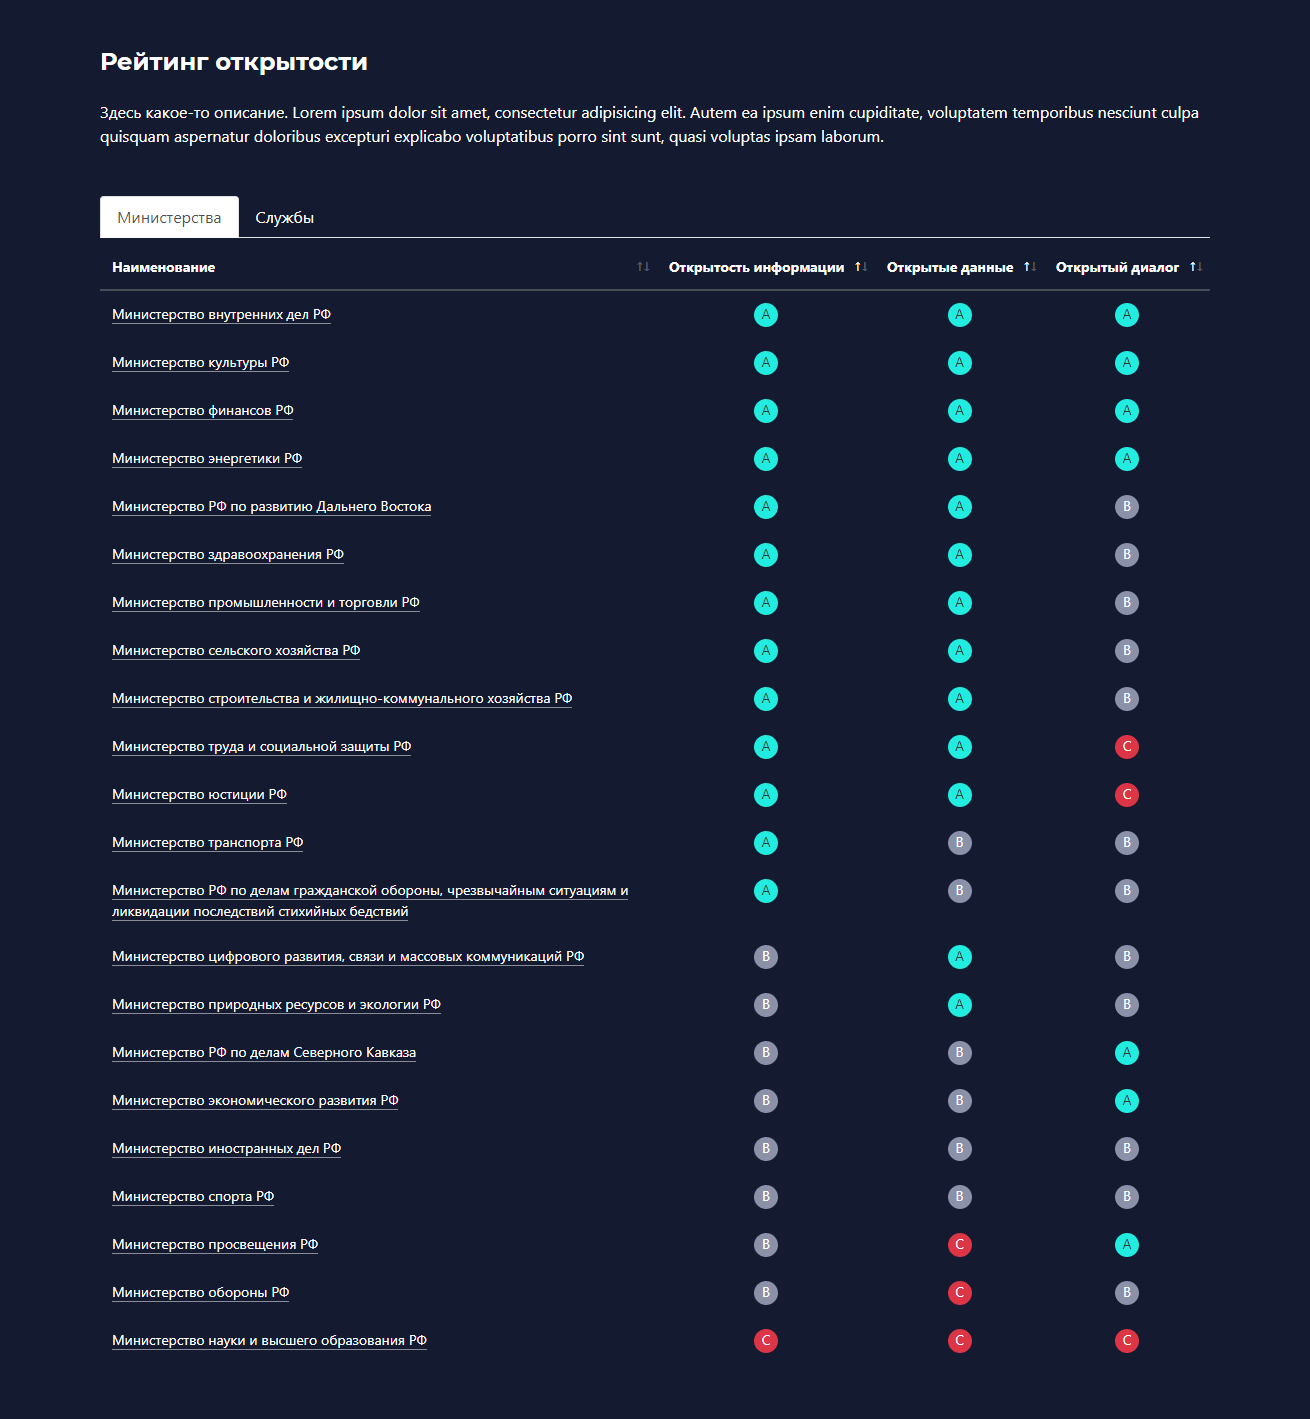 Рейтинг открытости
Здесь какое-то описание. Lorem ipsum dolor sit amet, consectetur adipisicing elit. Autem ea ipsum enim cupiditate, voluptatem temporibus nesciunt culpa
quisquam aspernatur doloribus excepturi explicabo voluptatibus porro sint sunt, quasi voluptas ipsam laborum.
Министерства Службы
Наименование ↑↓ Открытость информации ↑↓ Открытые данные ↑↓ Открытый диалог ↑↓
Министерство внутренних дел РФ A A A
Министерство культуры РФ A A A
Министерство финансов РФ A A A
Министерство энергетики РФ A A A
Министерство РФ по развитию Дальнего Востока A A B
Министерство здравоохранения РФ A A B
Министерство промышленности и торговли РФ A A B
Министерство сельского хозяйства РФ A A B
Министерство строительства и жилищно-коммунального хозяйства РФ A A B
Министерство труда и социальной защиты РФ A A C
Министерство юстиции РФ A A C
Министерство транспорта РФ A B B
Министерство РФ по делам гражданской обороны, чрезвычайным ситуациям и A B B
ликвидации последствий стихийных бедствий
Министерство цифрового развития, связи и массовых коммуникаций РФ B A B
Министерство природных ресурсов и экологии РФ B A B
Министерство РФ по делам Северного Кавказа B B A
Министерство экономического развития РФ B B A
Министерство иностранных дел РФ B B B
Министерство спорта РФ B B B
Министерство просвещения РФ B C A
Министерство обороны РФ B C B
Министерство науки и высшего образования РФ C C C